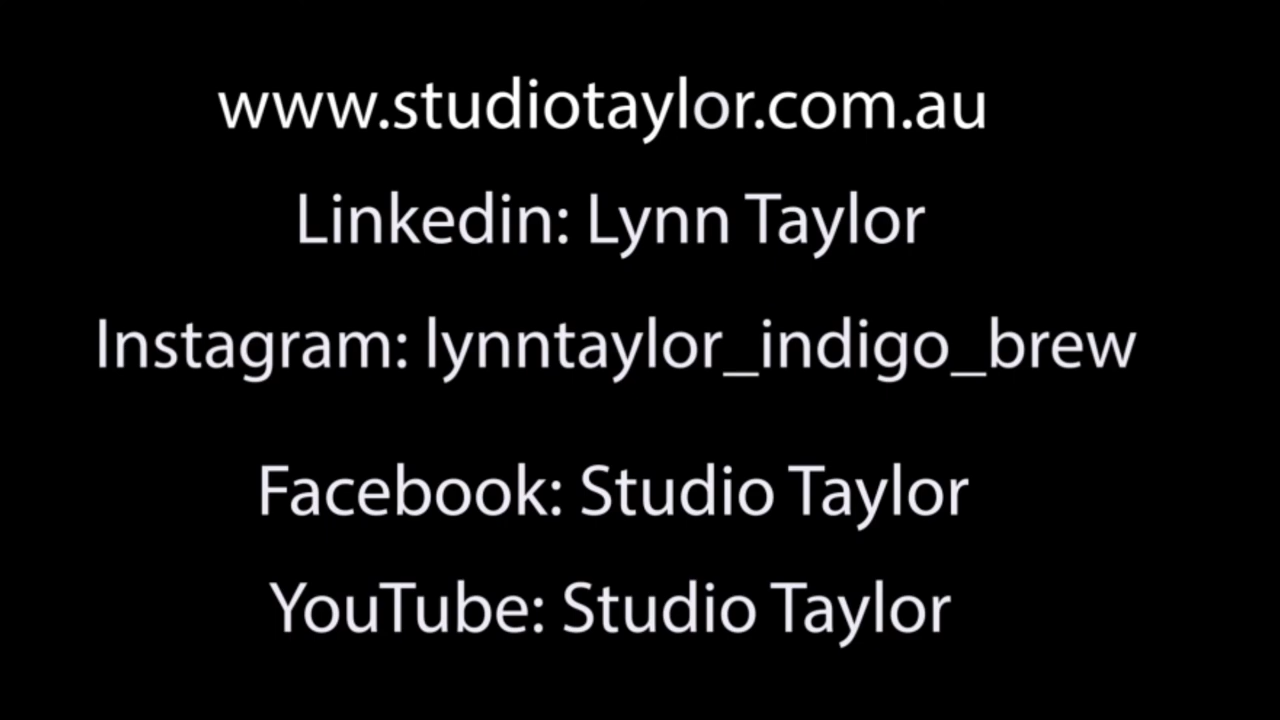 www.studiotaylor.com.au
Linkedin: Lynn Taylor
Instagram: lynntaylor_indigo_brew
Facebook: Studio Taylor
YouTube: Studio Taylor